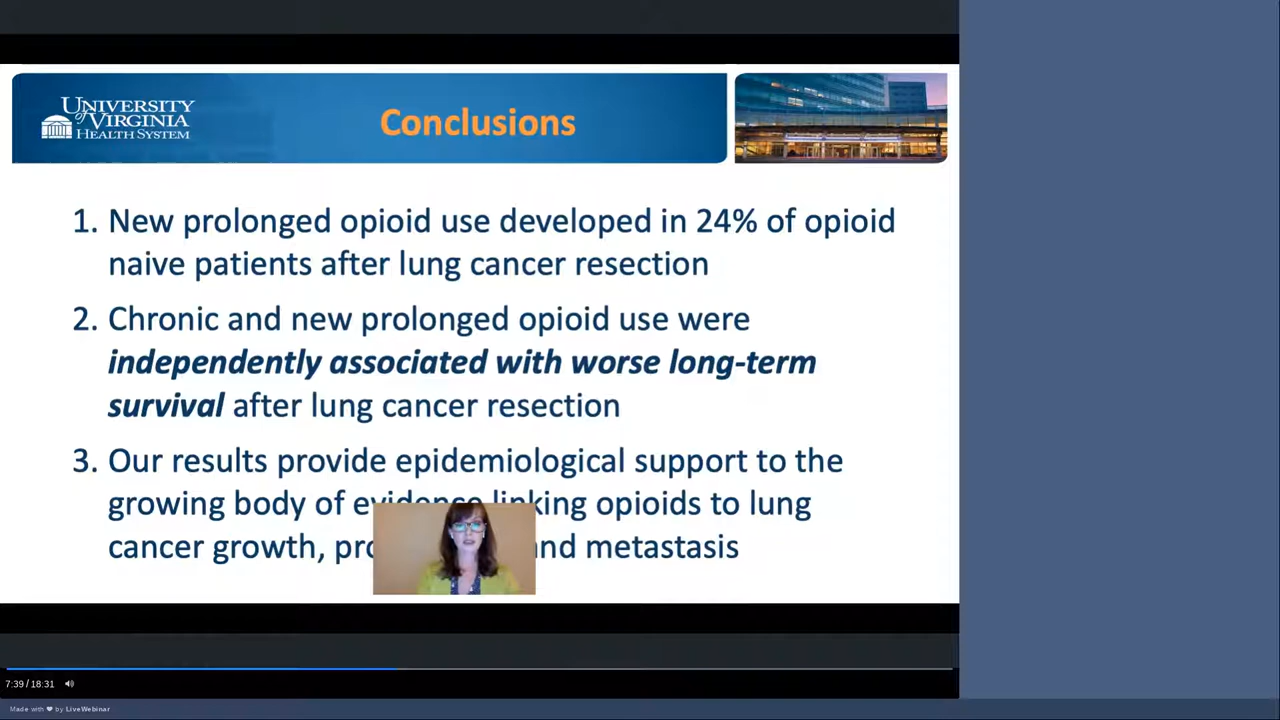 UNIVERSITY
of VIRGINIA
HEALTH SYSTEM
Conclusions
1. New prolonged opioid use developed in 24% of opioid
naive patients after lung cancer resection
2. Chronic and new prolonged opioid use were
independently associated with worse long-term
survival after lung cancer resection
3. Our results provide epidemiological support to the
growing body of evidence linking opioids to lung
cancer growth, and metastasis
7:39 / 18:31
Made with ❤ by LiveWebinar